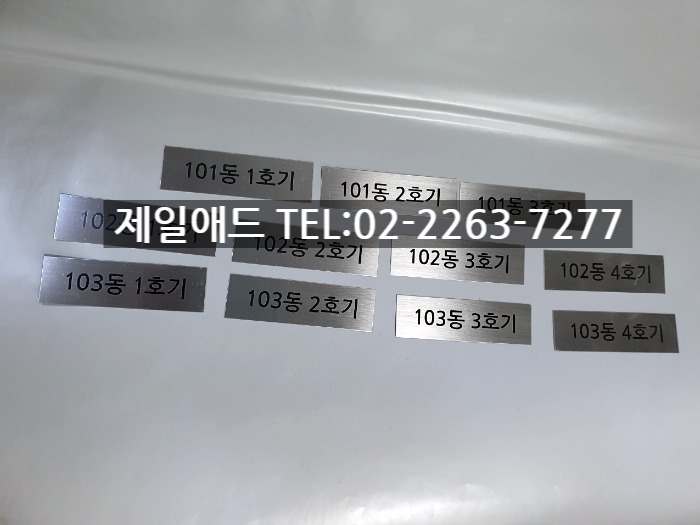 101동 1호기
101동 2호기
101동 3호기
제일애드 TEL:02-2263-7277
102동 2호기
102동 3호기
102동 4호기
103동 1호기
103동 2호기
103동 3호기
103동 4호기